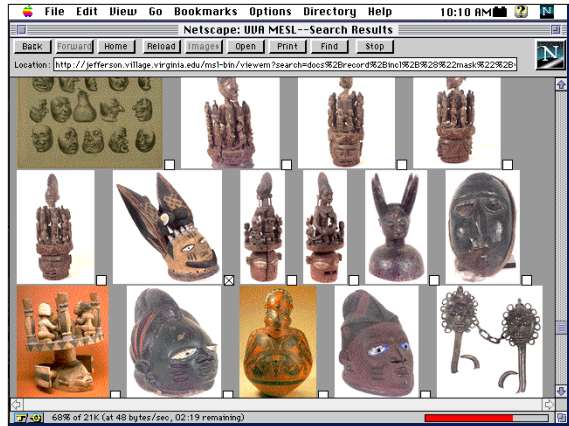 File Edit View Go Bookmarks Options Directory Help 10:10 AM
Netscape: UVA MESL--Search Results
Back Forward Home Reload Images Open Print Find Stop
Location: http://jefferson.village.virginia.edu/msl-bin/viewem?search=docs%2Brecord%2Bincl%2B%28%22mask%22%2B
N
68% of 21K (at 48 bytes/sec, 02:19 remaining)